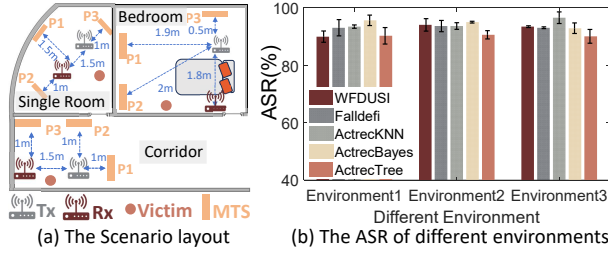 Bedroom
P3
P1
P3
1.9m
0.5m
P1
1.5m
1m
1.5m
1.8m
P2
1m
2m
P2
Single Room
P3
P2
1m
1m
1.5m
1m
P1
Corridor
Tx
Rx
Victim
MTS
(a) The Scenario layout
ASR(%)
100
80
60
40
WFDUSI
Falldefi
ActrecKNN
ActrecBayes
ActrecTree
Environment1 Environment2 Environment3
Different Environment
(b) The ASR of different environments